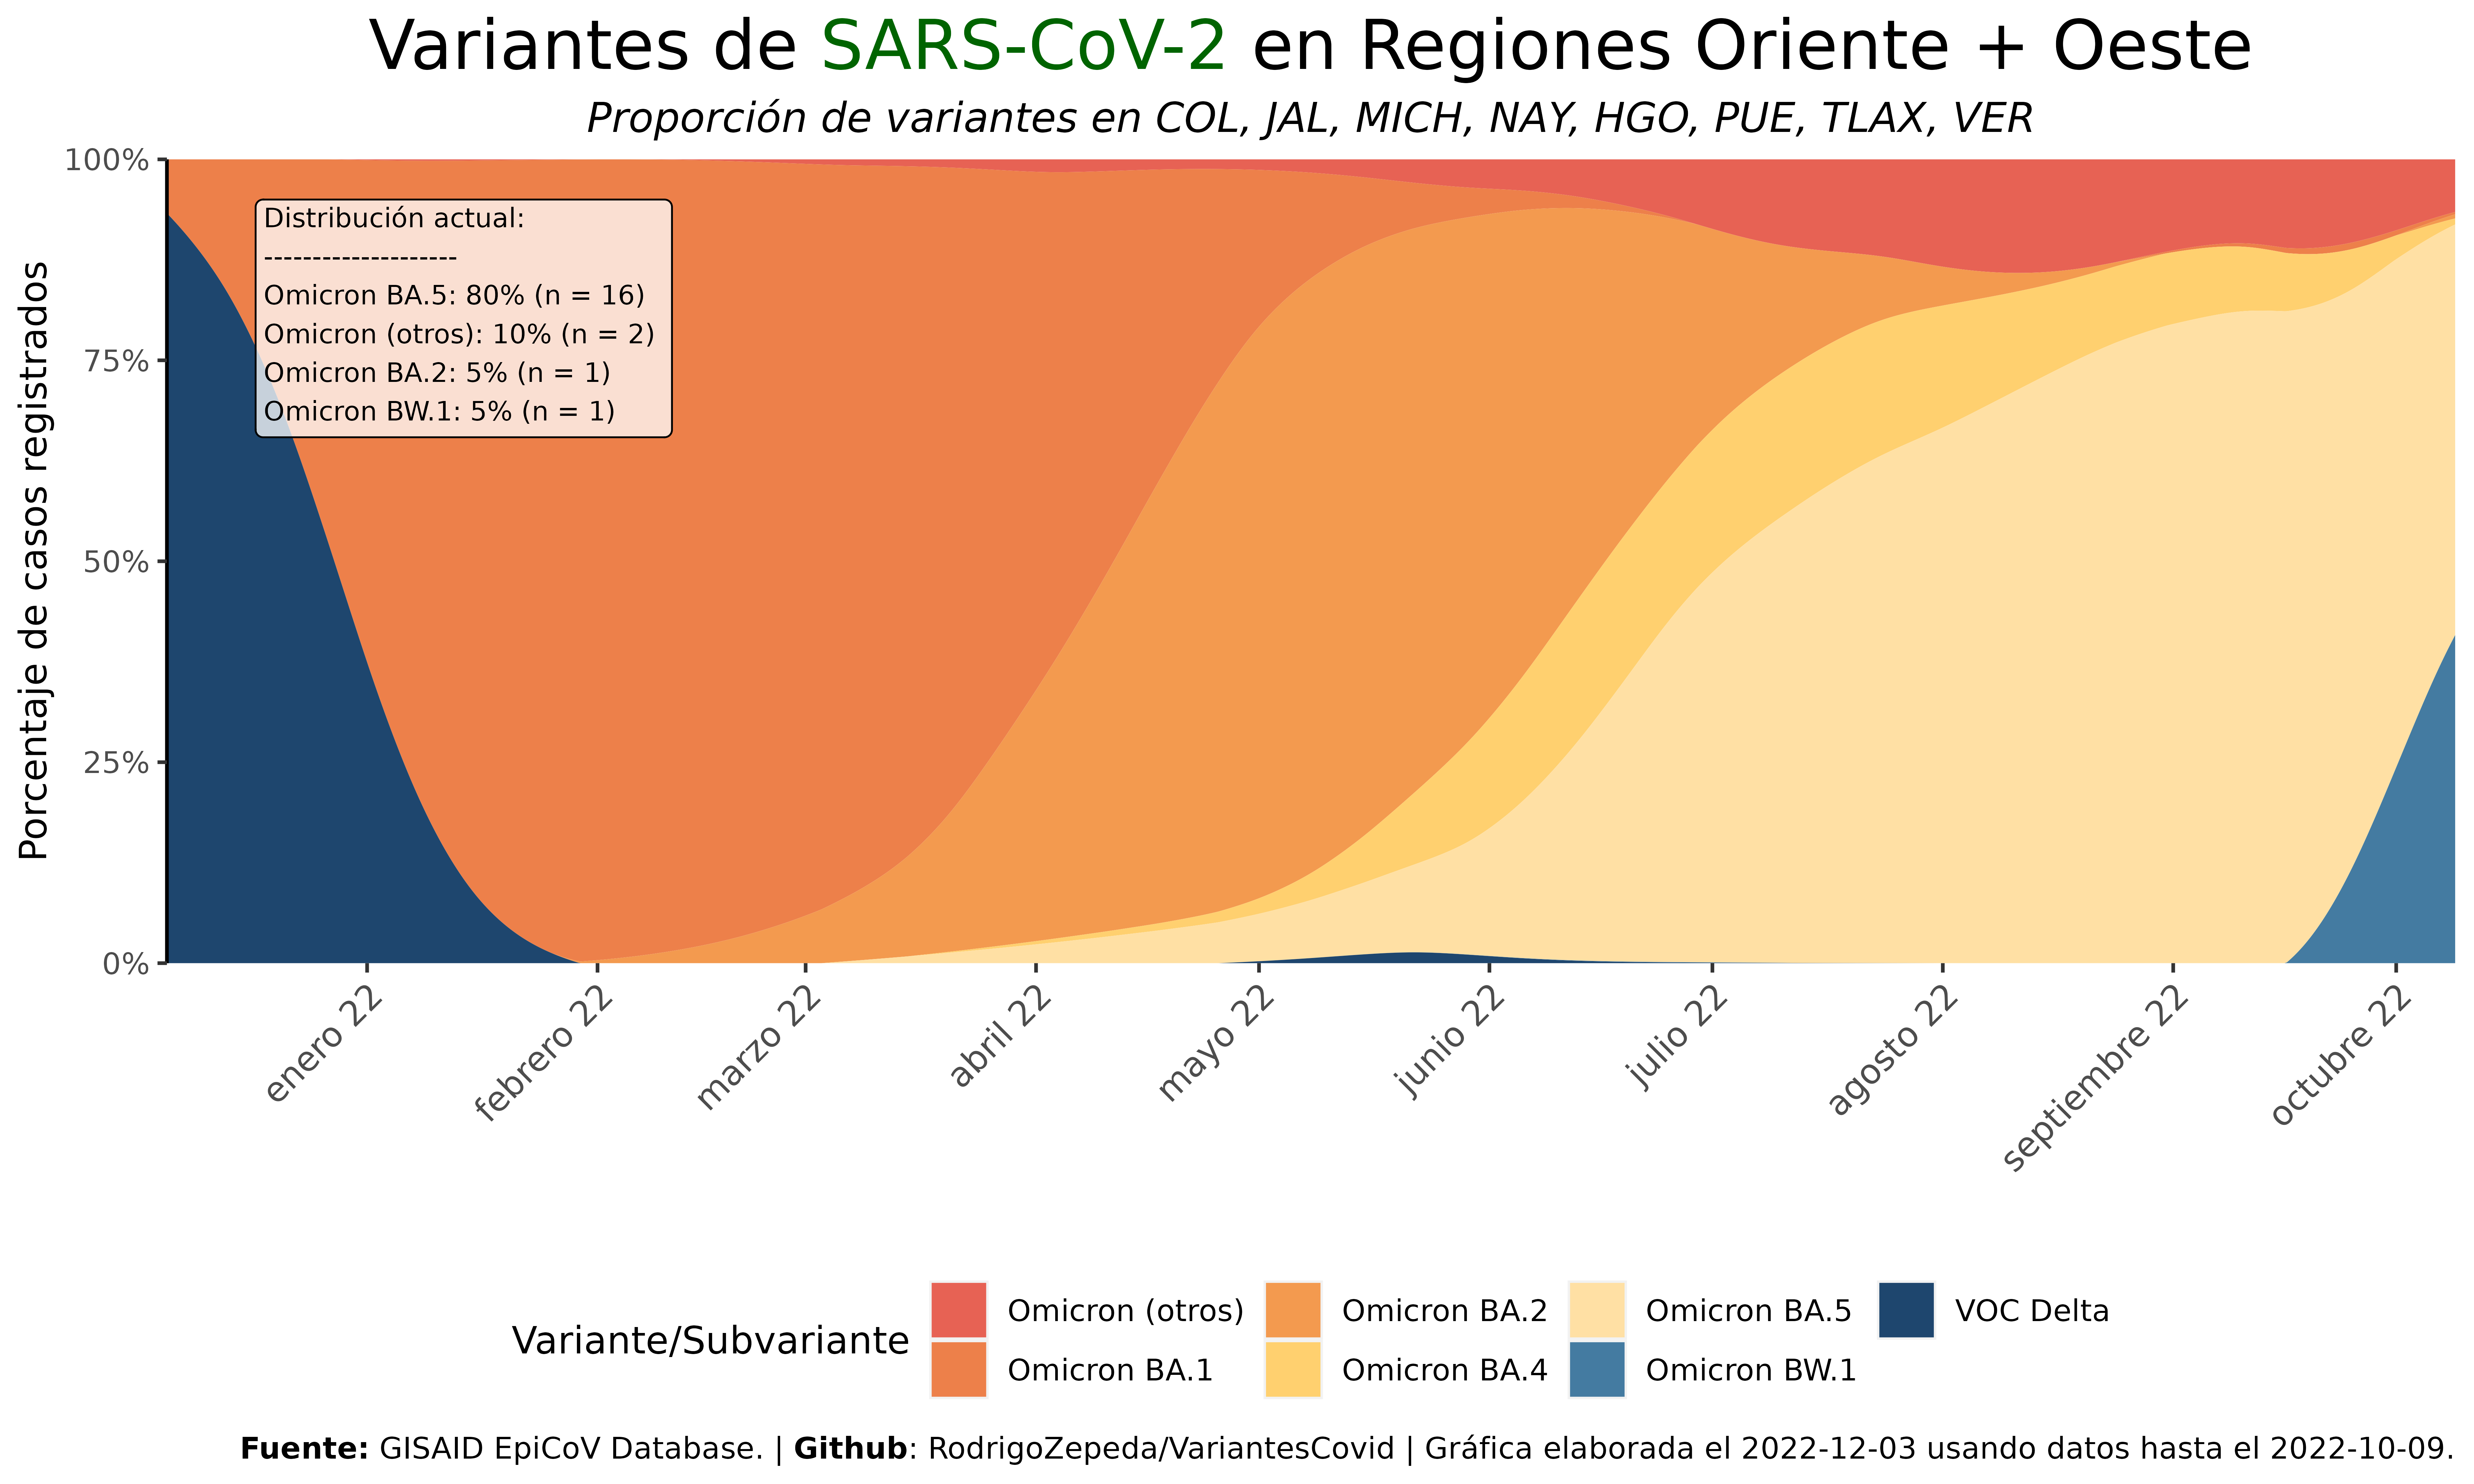 Variantes de SARS-CoV-2 en Regiones Oriente + Oeste
Proporción de variantes en COL, JAL, MICH, NAY, HGO, PUE, TLAX, VER
Porcentaje de casos registrados
100%
75%
50%
25%
0%
Distribución actual:
--------------------
Omicron BA.5: 80% (n = 16)
Omicron (otros): 10% (n = 2)
Omicron BA.2: 5% (n = 1)
Omicron BW.1: 5% (n = 1)
enero 22
febrero 22
marzo 22
abril 22
mayo 22
junio 22
julio 22
agosto 22
septiembre 22
octubre 22
Variante/Subvariante
Omicron (otros)
Omicron BA.1
Omicron BA.2
Omicron BA.4
Omicron BA.5
Omicron BW.1
VOC Delta
Fuente: GISAID EpiCoV Database. | Github: RodrigoZepeda/VariantesCovid | Gráfica elaborada el 2022-12-03 usando datos hasta el 2022-10-09.